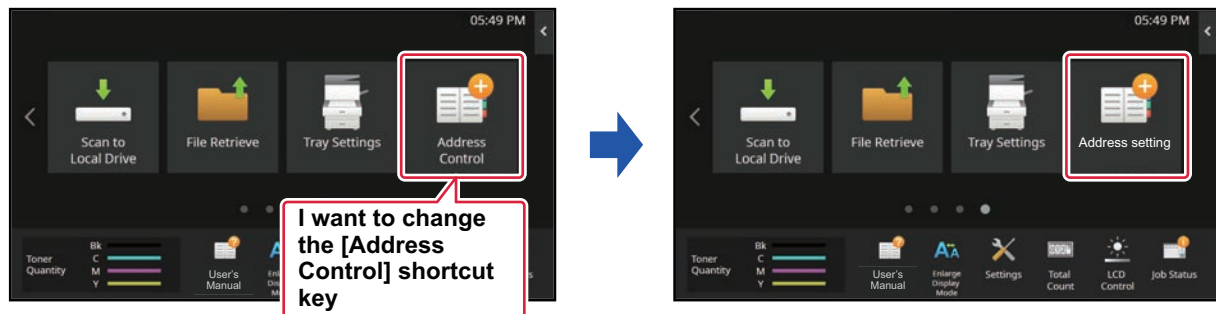 05:49 PM
Scan to
Local Drive
File Retrieve
Tray Settings
Address
Control
I want to change
the [Address
Control] shortcut
key
Toner
Quantity
Bk
C
M
Y
User's
Manual
05:49 PM
Scan to
Local Drive
File Retrieve
Tray Settings
Address setting
Toner
Quantity
Bk
C
M
Y
User's
Manual
Enlarge
Display
Mode
Settings
Total
Count
LCD
Control
Job Status